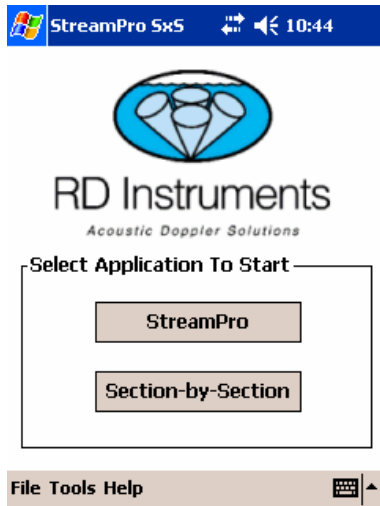 StreamPro SxS 10:44
RD Instruments
Acoustic Doppler Solutions
Select Application To Start
StreamPro
Section-by-Section
File Tools Help